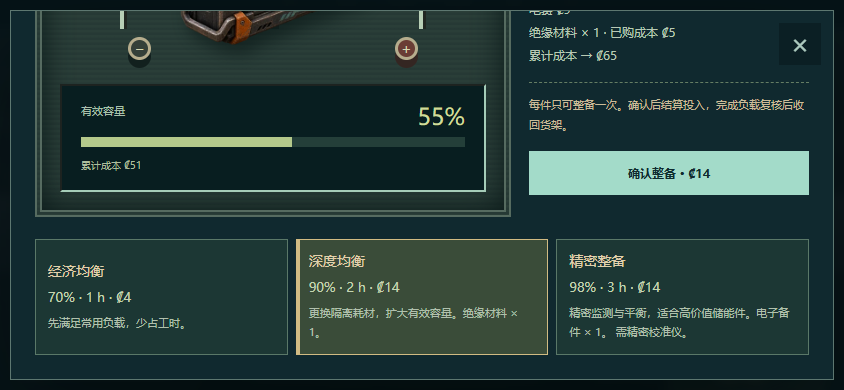 绝缘材料 × 1 · 已购成本 ₡5
累计成本 → ₡65
每件只可整备一次。确认后结算投入，完成负载复核后收
回货架。
有效容量
55%
累计成本 ₡51
确认整备 · ₡14
经济均衡
70% · 1 h · ₡4
先满足常用负载，少占工时。
深度均衡
90% · 2 h · ₡14
更换隔离耗材，扩大有效容量。绝缘材料 ×
1。
精密整备
98% · 3 h · ₡14
精密监测与平衡，适合高价值储能件。电子备
件 × 1。 需精密校准仪。